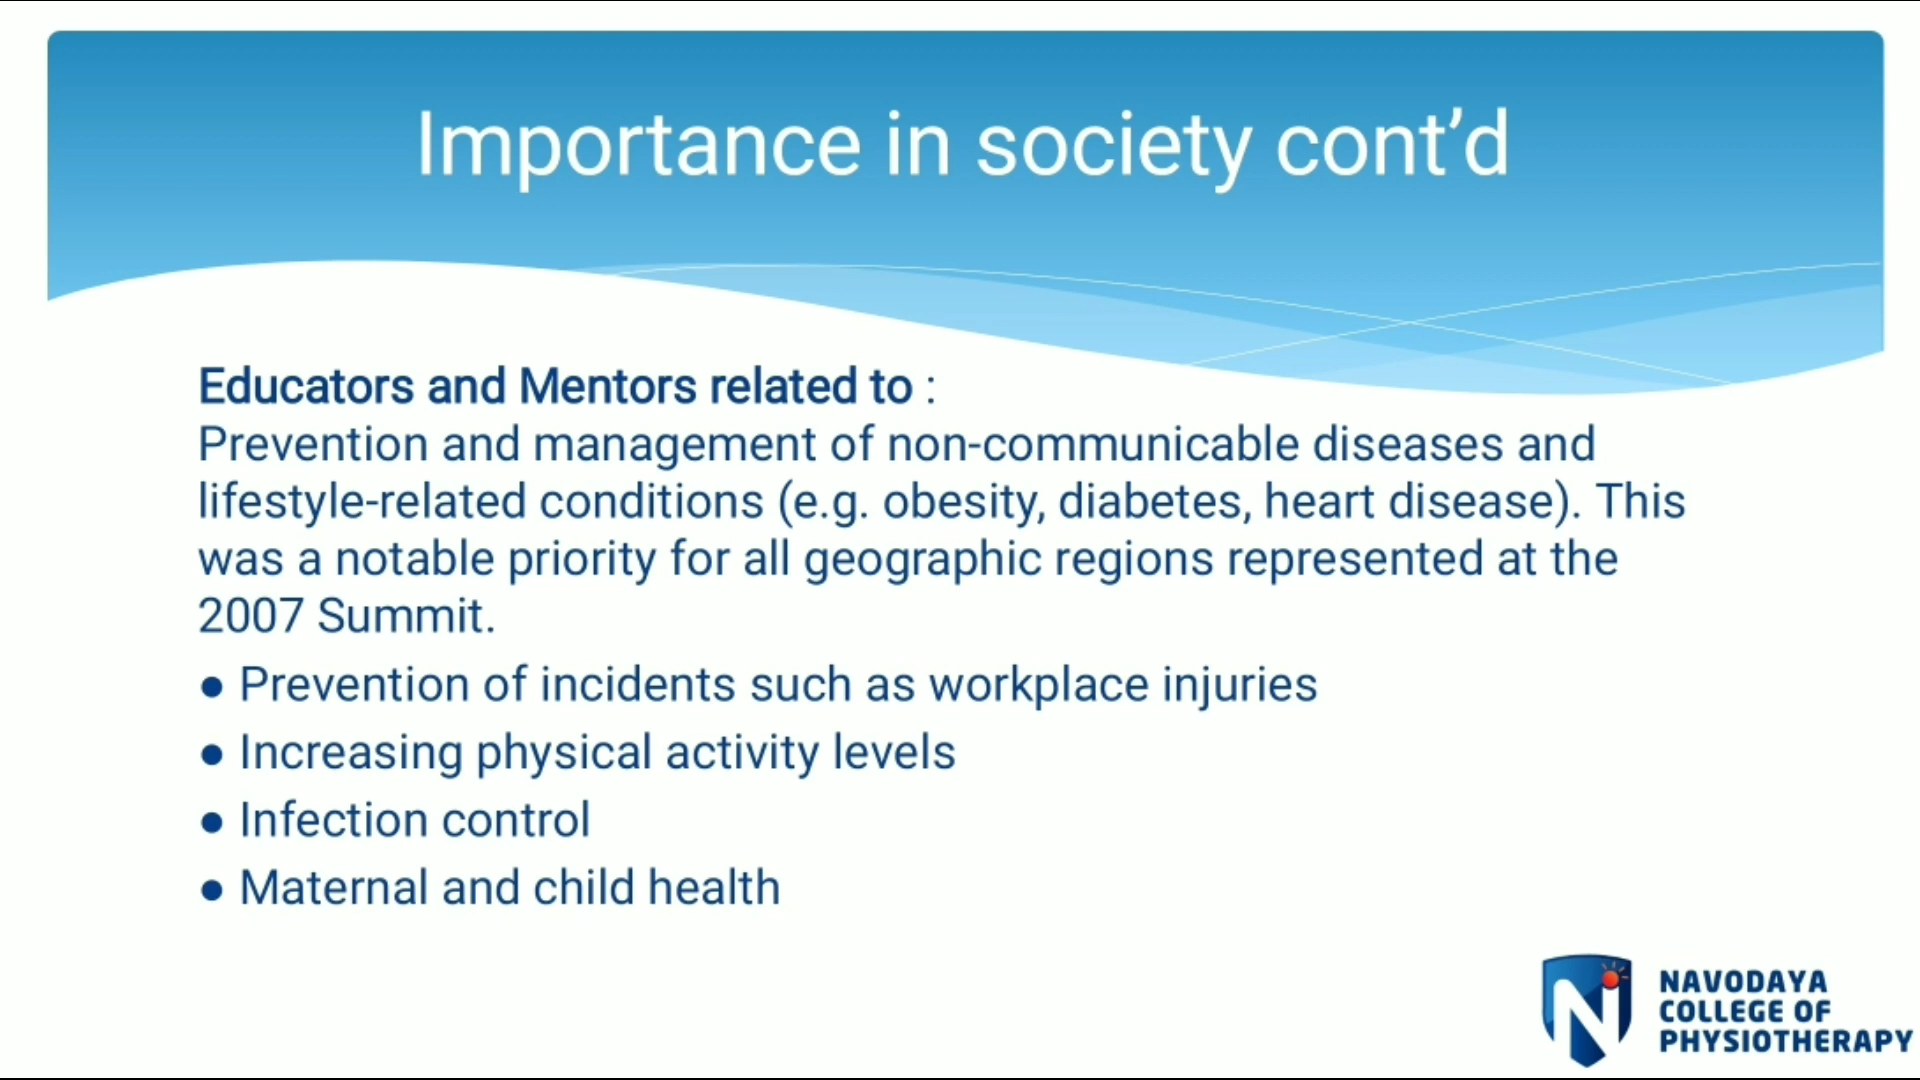 Importance in society cont’d
Educators and Mentors related to :
Prevention and management of non-communicable diseases and
lifestyle-related conditions (e.g. obesity, diabetes, heart disease). This
was a notable priority for all geographic regions represented at the
2007 Summit.
● Prevention of incidents such as workplace injuries
● Increasing physical activity levels
● Infection control
● Maternal and child health
NAVODAYA
COLLEGE OF
PHYSIOTHERAPY